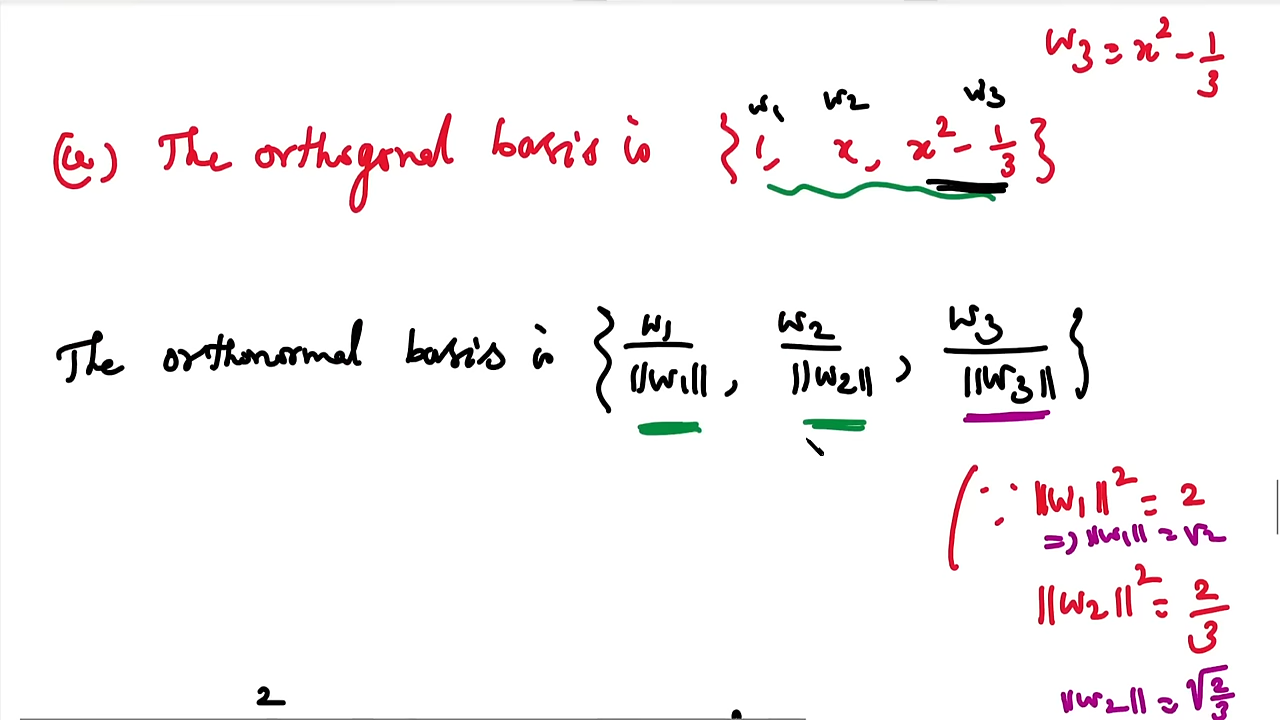 w3 = x² - 1/3
w1 w2 w3
(a) The orthogonal basis is { 1, x, x² - 1/3 }
The orthonormal basis is { w1/||w1||, w2/||w2||, w3/||w3|| }
( ∵ ||w1||² = 2
=> ||w1|| = √2
||w2||² = 2/3
||w2|| = √2/3
2